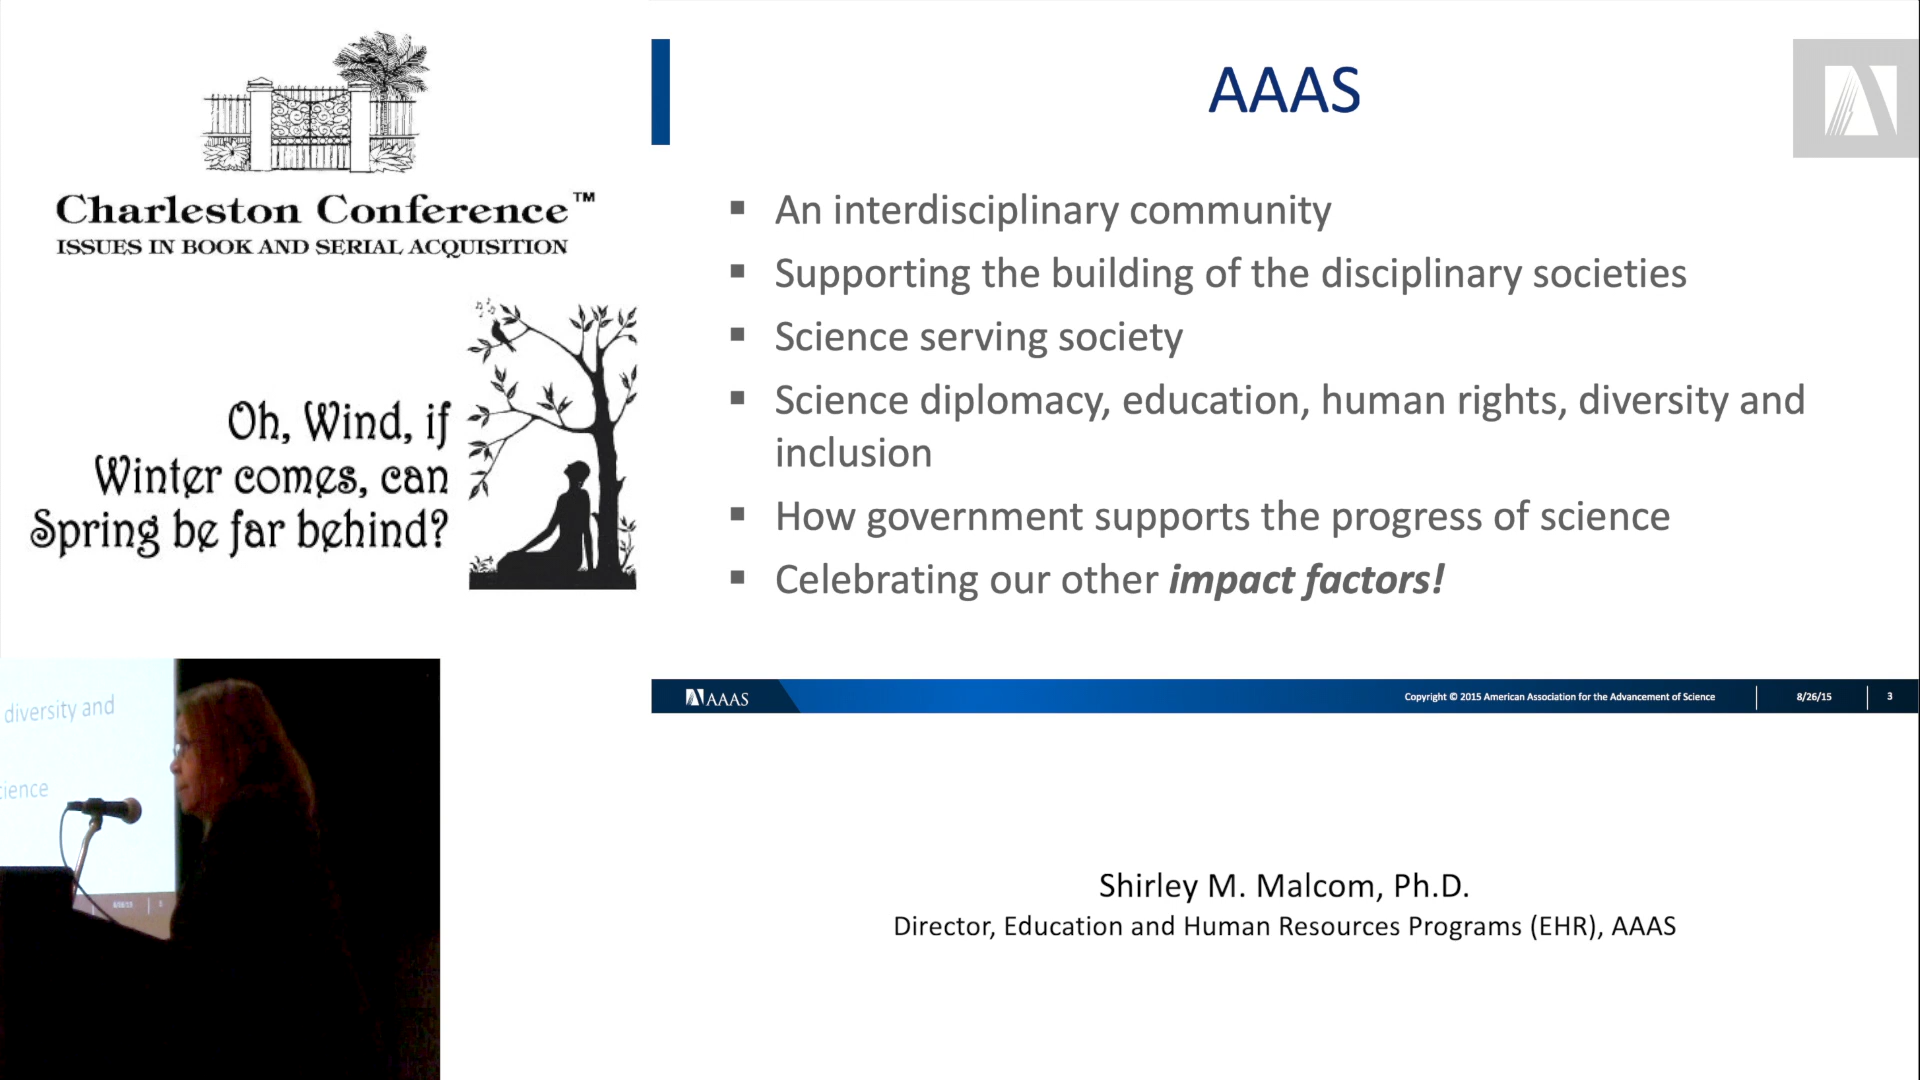 Charleston Conference™
ISSUES IN BOOK AND SERIAL ACQUISITION
Oh, Wind, if
Winter comes, can
Spring be far behind?
AAAS
▪ An interdisciplinary community
▪ Supporting the building of the disciplinary societies
▪ Science serving society
▪ Science diplomacy, education, human rights, diversity and
inclusion
▪ How government supports the progress of science
▪ Celebrating our other impact factors!
AAAS
Copyright © 2015 American Association for the Advancement of Science
8/26/15
3
diversity and
cience
Shirley M. Malcom, Ph.D.
Director, Education and Human Resources Programs (EHR), AAAS